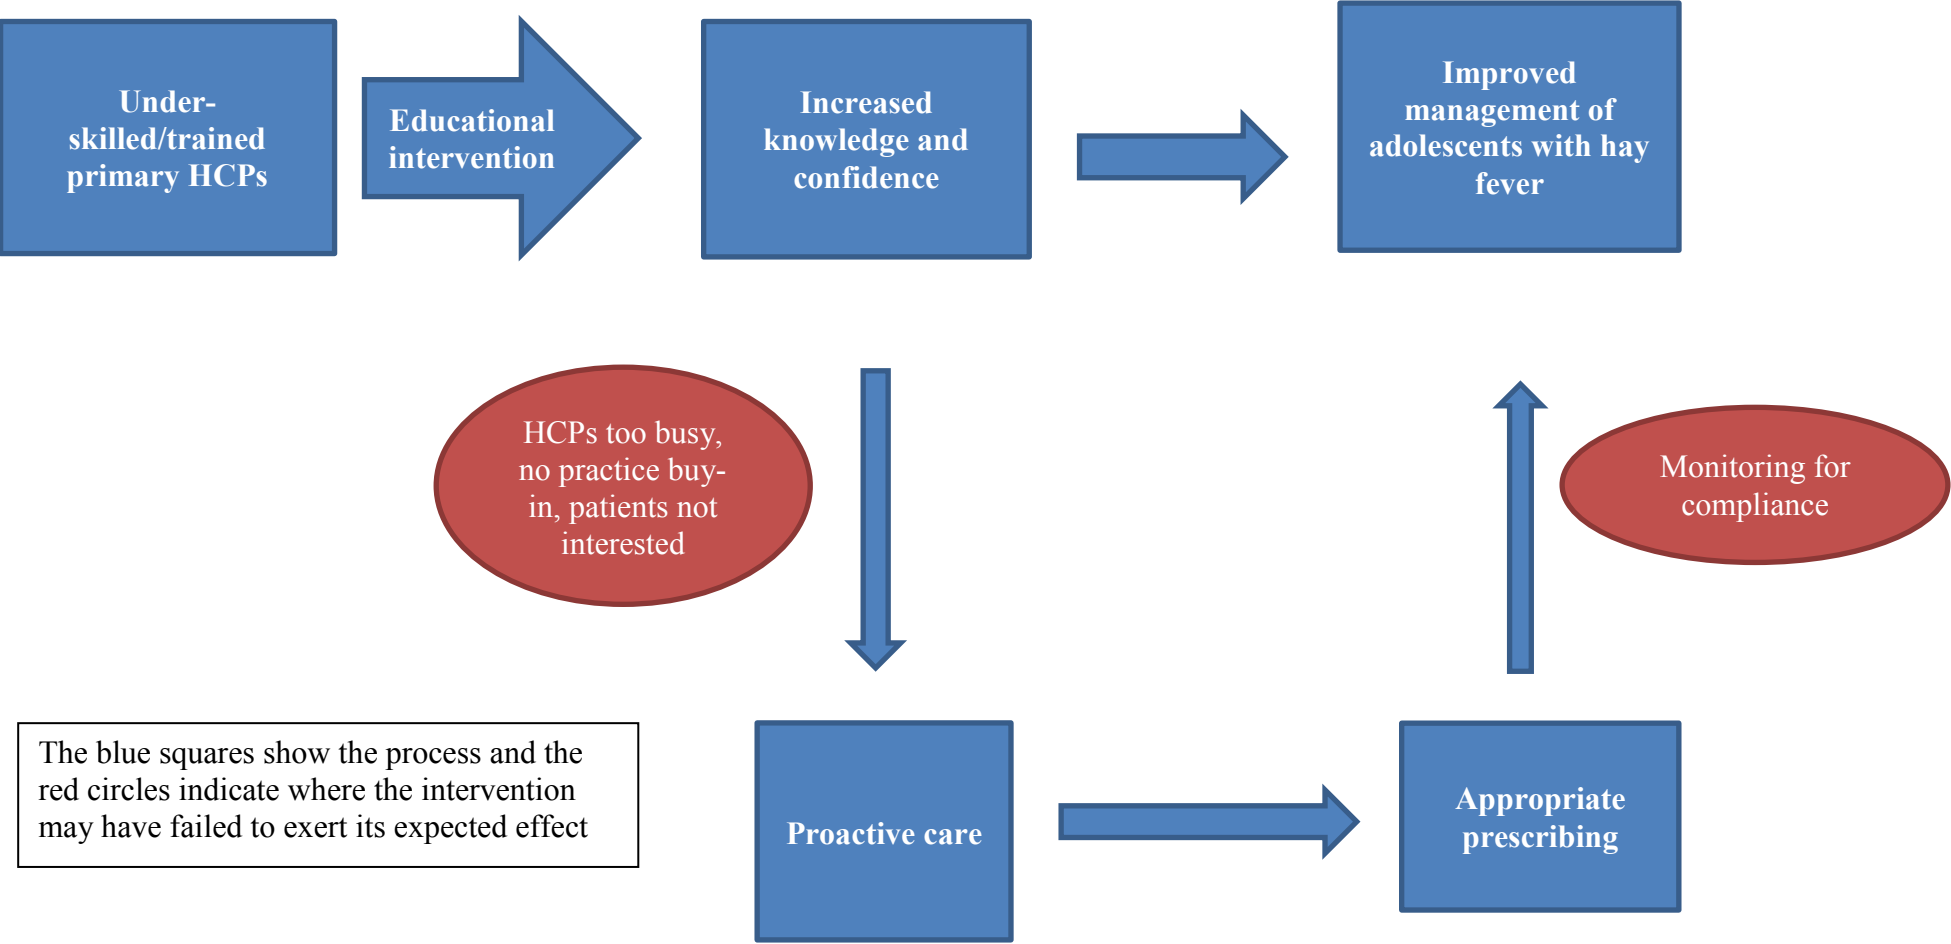 Under-
skilled/trained
primary HCPs
Educational
intervention
Increased
knowledge and
confidence
Improved
management of
adolescents with hay
fever
HCPs too busy,
no practice buy-
in, patients not
interested
Monitoring for
compliance
The blue squares show the process and the
red circles indicate where the intervention
may have failed to exert its expected effect
Proactive care
Appropriate
prescribing